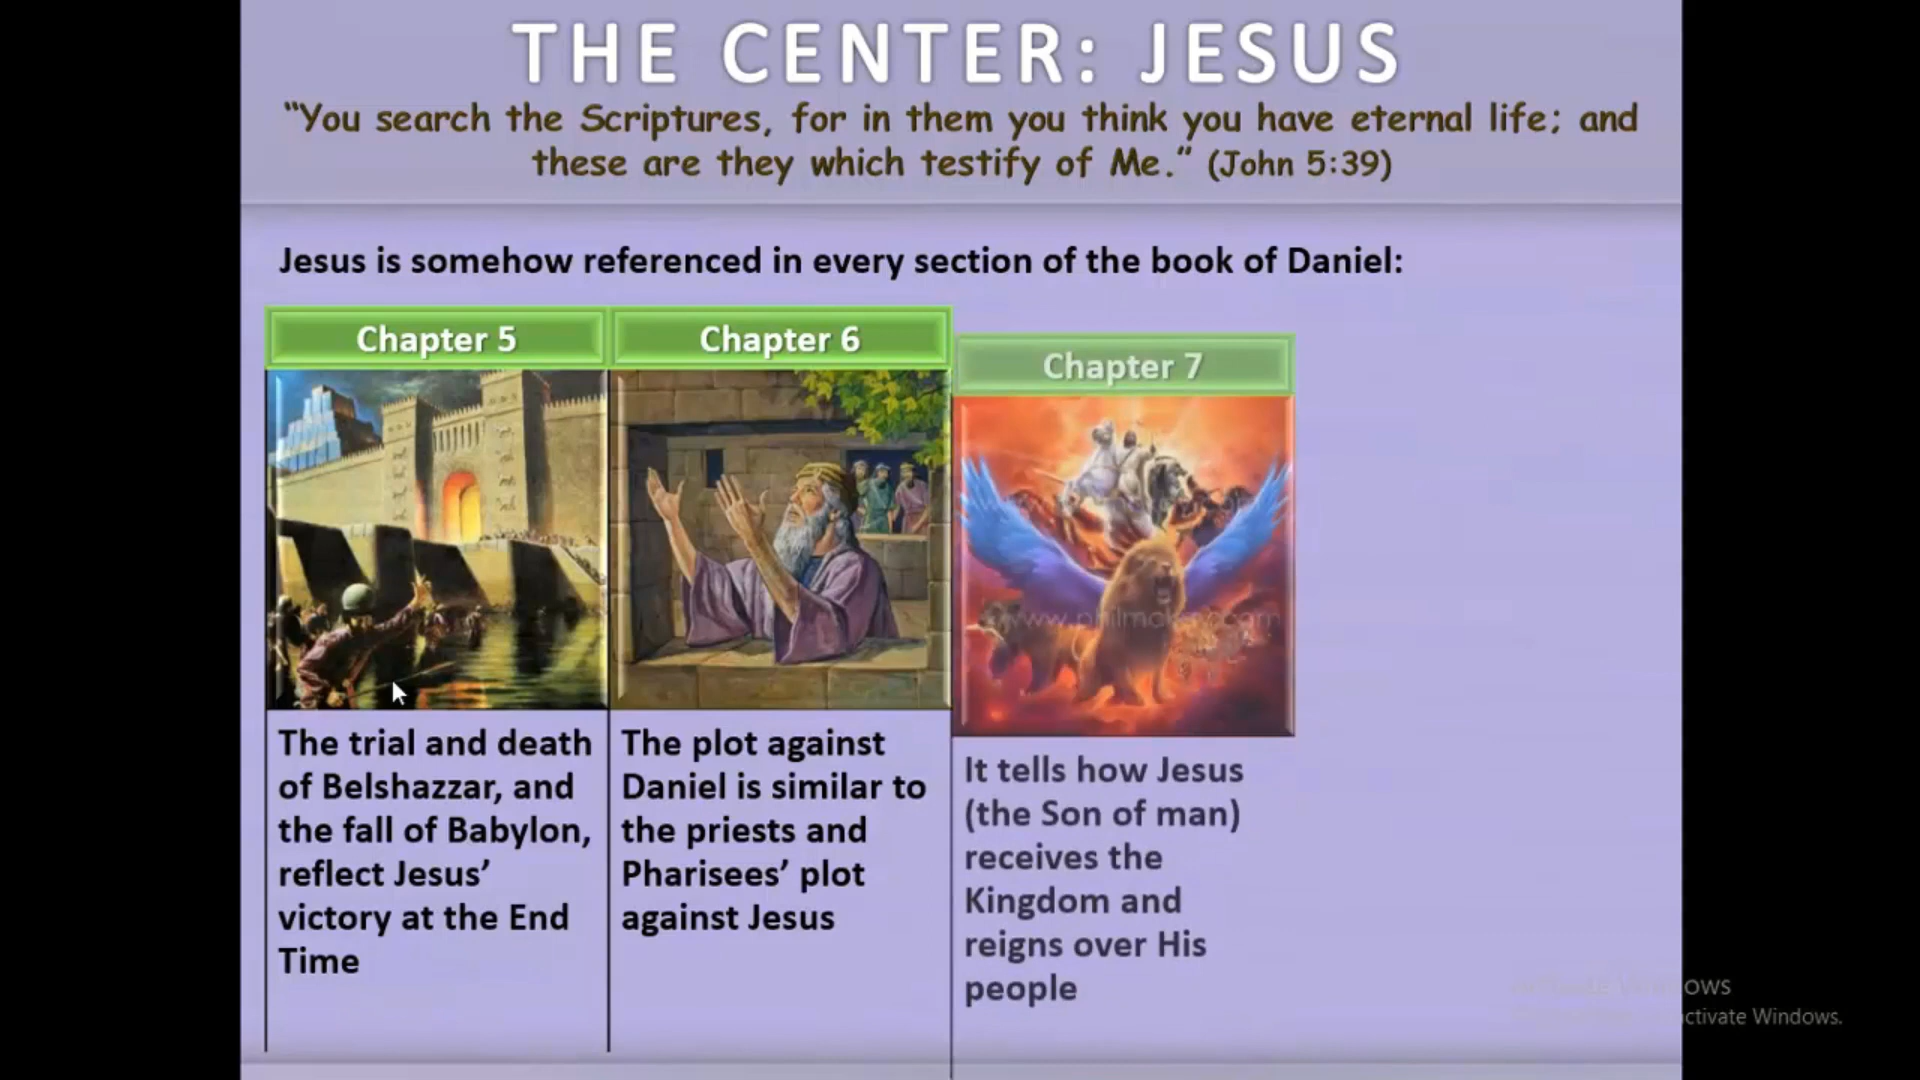 THE CENTER: JESUS
“You search the Scriptures, for in them you think you have eternal life; and
these are they which testify of Me.” (John 5:39)
Jesus is somehow referenced in every section of the book of Daniel:
Chapter 5
The trial and death
of Belshazzar, and
the fall of Babylon,
reflect Jesus’
victory at the End
Time
Chapter 6
The plot against
Daniel is similar to
the priests and
Pharisees’ plot
against Jesus
Chapter 7
It tells how Jesus
(the Son of man)
receives the
Kingdom and
reigns over His
people
Windows.